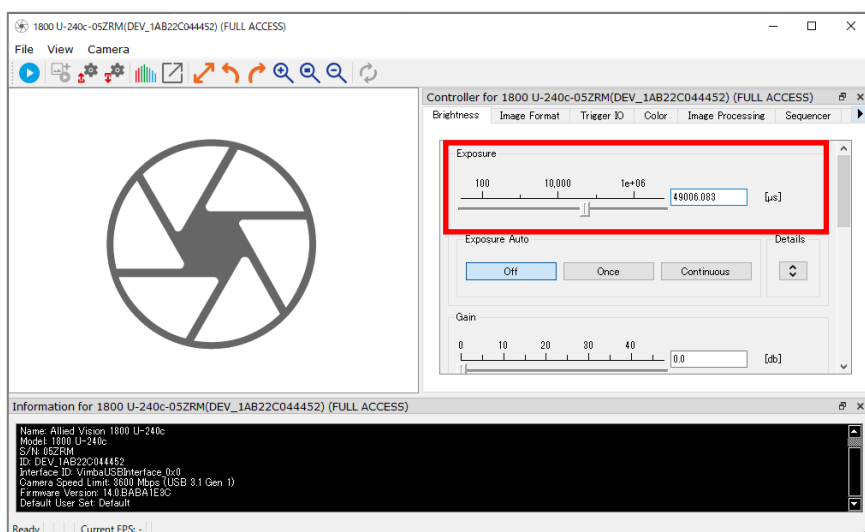 1800 U-240c-05ZRM(DEV_1AB22C044452) (FULL ACCESS)
File View Camera
Controller for 1800 U-240c-05ZRM(DEV_1AB22C044452) (FULL ACCESS)
Brightness Image Format Trigger IO Color Image Processing Sequencer
Exposure
100 10,000 1e+06
49006.083 [μs]
Exposure Auto Details
Off Once Continuous
Gain
0 10 20 30 40
0.0 [db]
Information for 1800 U-240c-05ZRM(DEV_1AB22C044452) (FULL ACCESS)
Name: Allied Vision 1800 U-240c
Model: 1800 U-240c
S/N: 05ZRM
ID: DEV_1AB22C044452
Interface ID: VimbaUSBInterface_0x0
Camera Speed Limit: 3600 Mbps (USB 3.1 Gen 1)
Firmware Version: 14.0.BABA1E3C
Default User Set: Default
Ready Current FPS: -